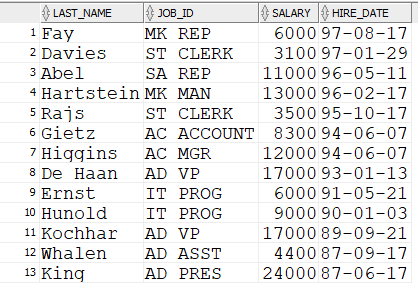 LAST_NAME JOB_ID SALARY HIRE_DATE
1 Fay MK REP 6000 97-08-17
2 Davies ST CLERK 3100 97-01-29
3 Abel SA REP 11000 96-05-11
4 Hartstein MK MAN 13000 96-02-17
5 Rajs ST CLERK 3500 95-10-17
6 Gietz AC ACCOUNT 8300 94-06-07
7 Higgins AC MGR 12000 94-06-07
8 De Haan AD VP 17000 93-01-13
9 Ernst IT PROG 6000 91-05-21
10 Hunold IT PROG 9000 90-01-03
11 Kochhar AD VP 17000 89-09-21
12 Whalen AD ASST 4400 87-09-17
13 King AD PRES 24000 87-06-17